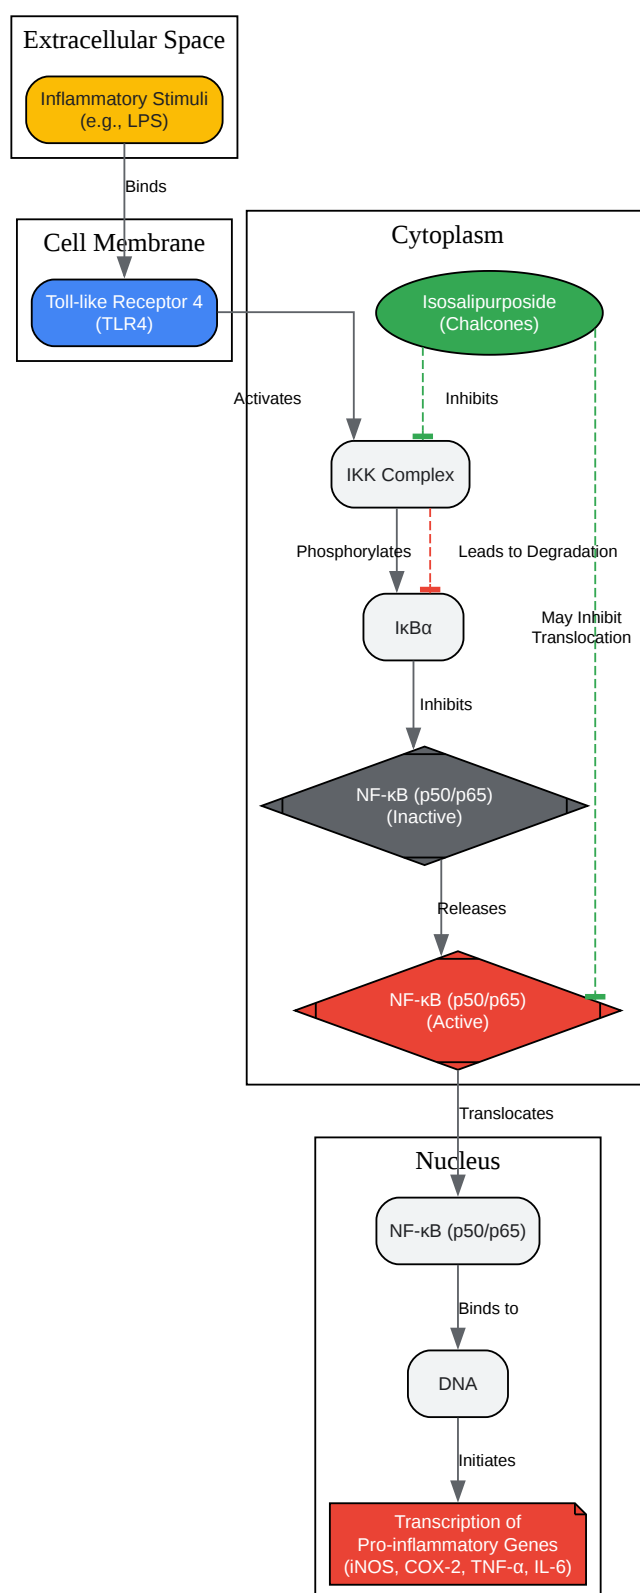 Extracellular Space
Inflammatory Stimuli
(e.g., LPS)
Binds
Cell Membrane
Toll-like Receptor 4
(TLR4)
Cytoplasm
Isosalipurposide
(Chalcones)
Activates
Inhibits
IKK Complex
Phosphorylates
Leads to Degradation
IκBα
May Inhibit
Translocation
Inhibits
NF-κB (p50/p65)
(Inactive)
Releases
NF-κB (p50/p65)
(Active)
Translocates
Nucleus
NF-κB (p50/p65)
Binds to
DNA
Initiates
Transcription of
Pro-inflammatory Genes
(iNOS, COX-2, TNF-α, IL-6)